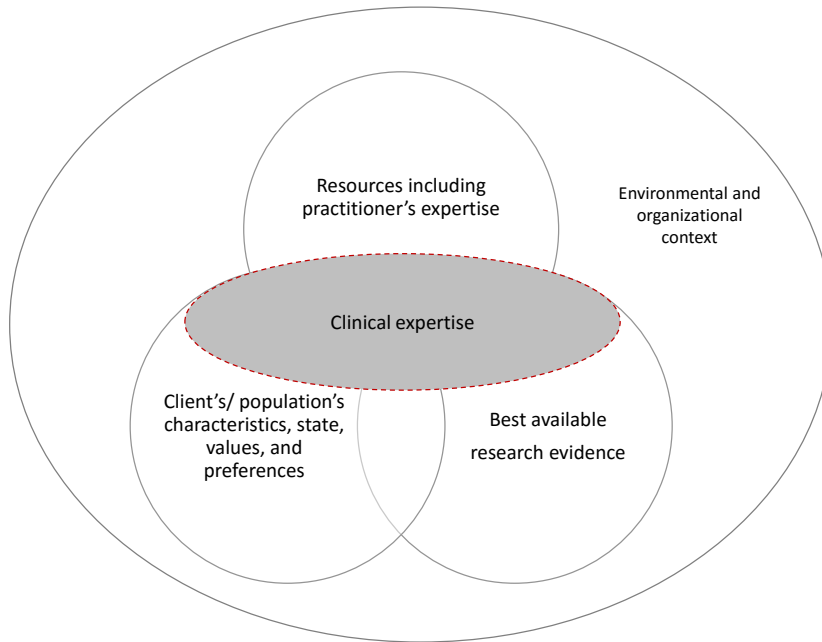 Resources including
practitioner’s expertise
Environmental and
organizational
context
Clinical expertise
Client’s/ population’s
characteristics, state,
values, and
preferences
Best available
research evidence